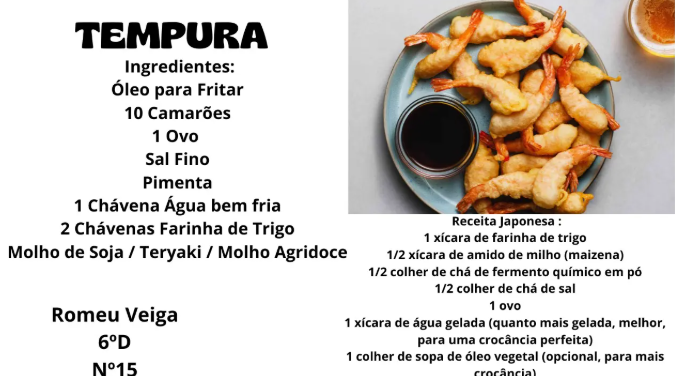 TEMPURA
Ingredientes:
Óleo para Fritar
10 Camarões
1 Ovo
Sal Fino
Pimenta
1 Chávena Água bem fria
2 Chávenas Farinha de Trigo
Molho de Soja / Teryaki / Molho Agridoce
Romeu Veiga
6ºD
Nº15
Receita Japonesa :
1 xícara de farinha de trigo
1/2 xícara de amido de milho (maizena)
1/2 colher de chá de fermento químico em pó
1/2 colher de chá de sal
1 ovo
1 xícara de água gelada (quanto mais gelada, melhor,
para uma crocância perfeita)
1 colher de sopa de óleo vegetal (opcional, para mais
crocância)